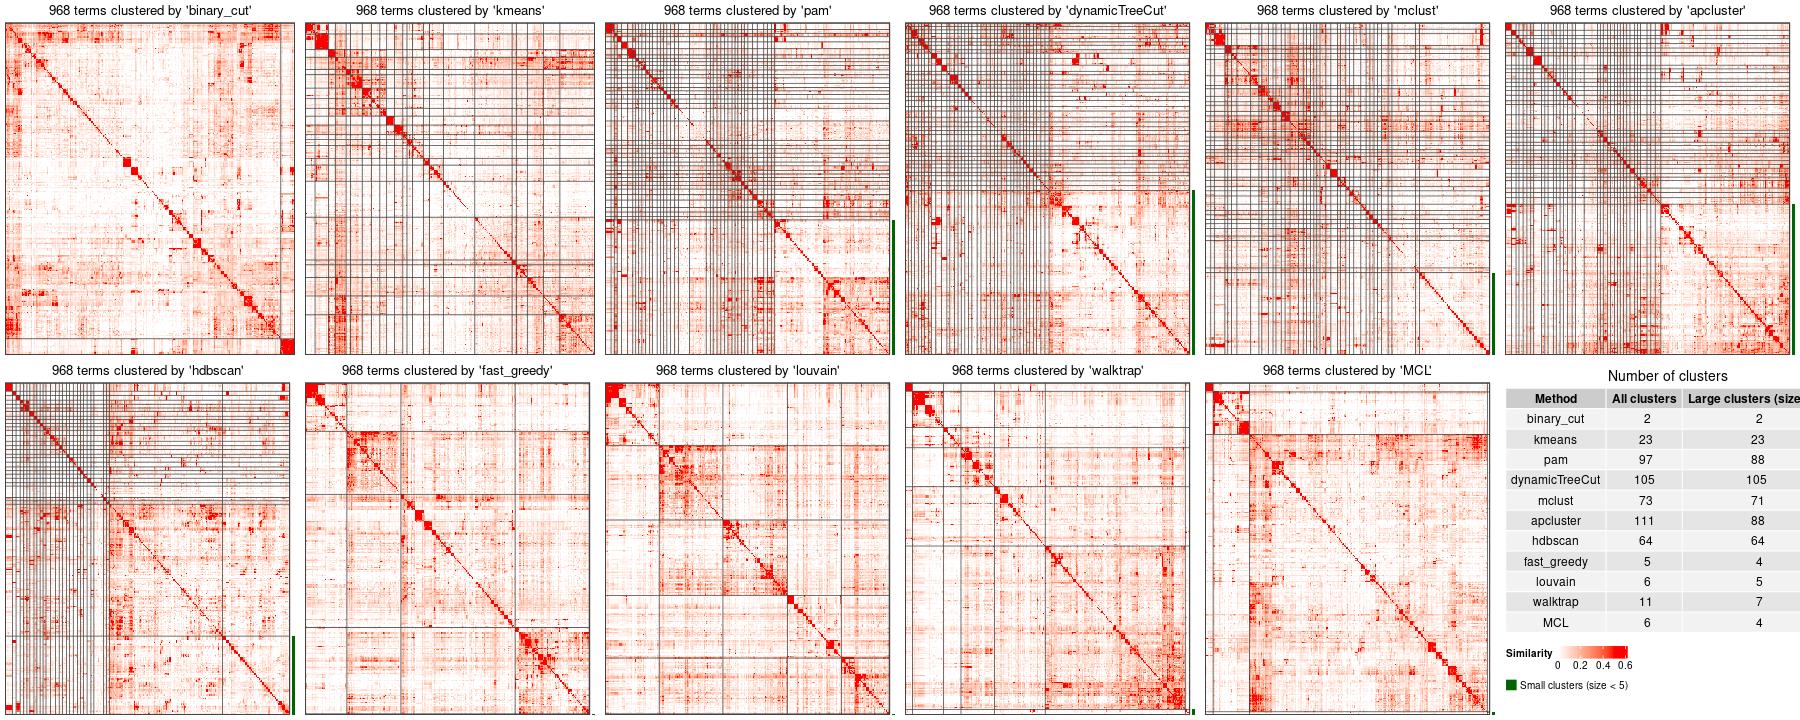 968 terms clustered by 'binary_cut'
968 terms clustered by 'kmeans'
968 terms clustered by 'pam'
968 terms clustered by 'dynamicTreeCut'
968 terms clustered by 'mclust'
968 terms clustered by 'apcluster'
968 terms clustered by 'hdbscan'
968 terms clustered by 'fast_greedy'
968 terms clustered by 'louvain'
968 terms clustered by 'walktrap'
968 terms clustered by 'MCL'
Number of clusters
Method All clusters Large clusters (size
binary_cut 2 2
kmeans 23 23
pam 97 88
dynamicTreeCut 105 105
mclust 73 71
apcluster 111 88
hdbscan 64 64
fast_greedy 5 4
louvain 6 5
walktrap 11 7
MCL 6 4
Similarity
0 0.2 0.4 0.6
Small clusters (size < 5)